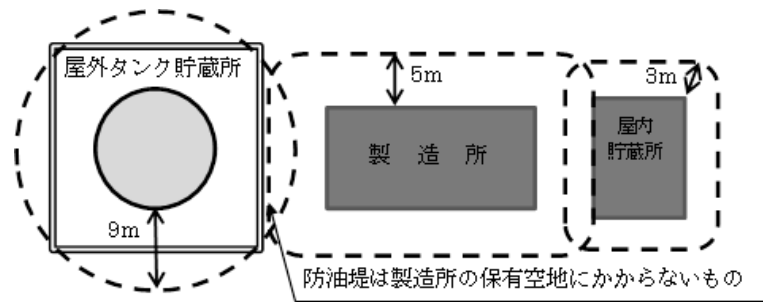 屋外タンク貯蔵所
9m
5m
製造所
3m
屋内
貯蔵所
防油堤は製造所の保有空地にかからないもの